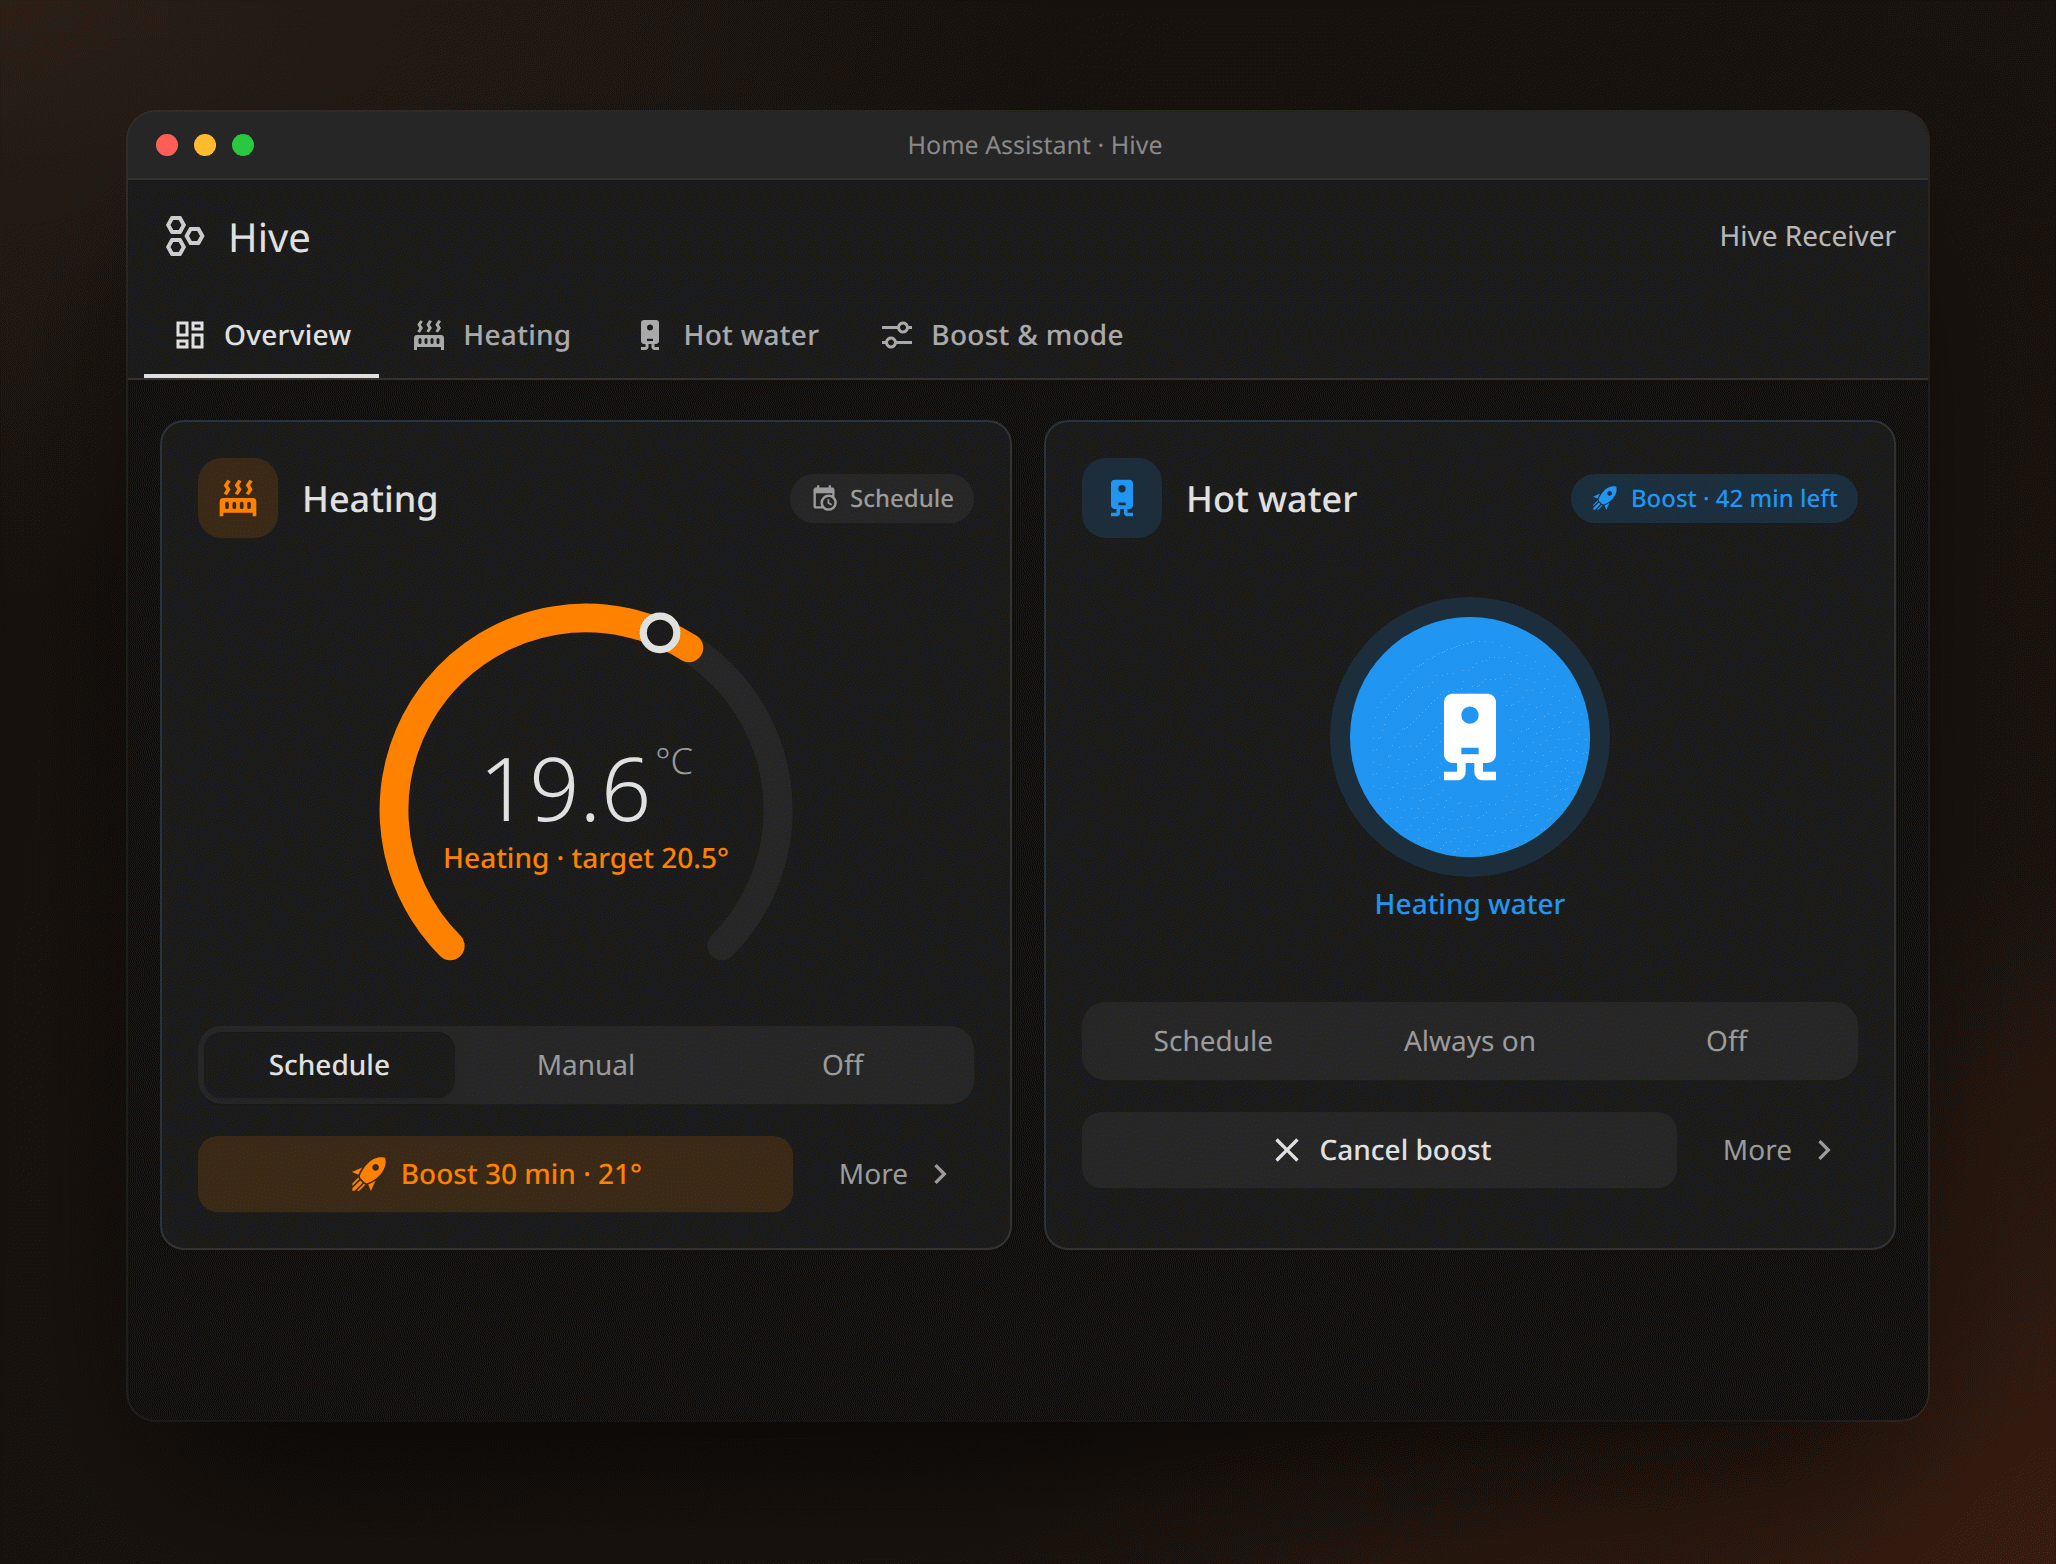 Home Assistant · Hive
Hive
Hive Receiver
Overview
Heating
Hot water
Boost & mode
Heating
Schedule
19.6 °C
Heating · target 20.5°
Schedule
Manual
Off
Boost 30 min · 21°
More
Hot water
Boost · 42 min left
Heating water
Schedule
Always on
Off
Cancel boost
More